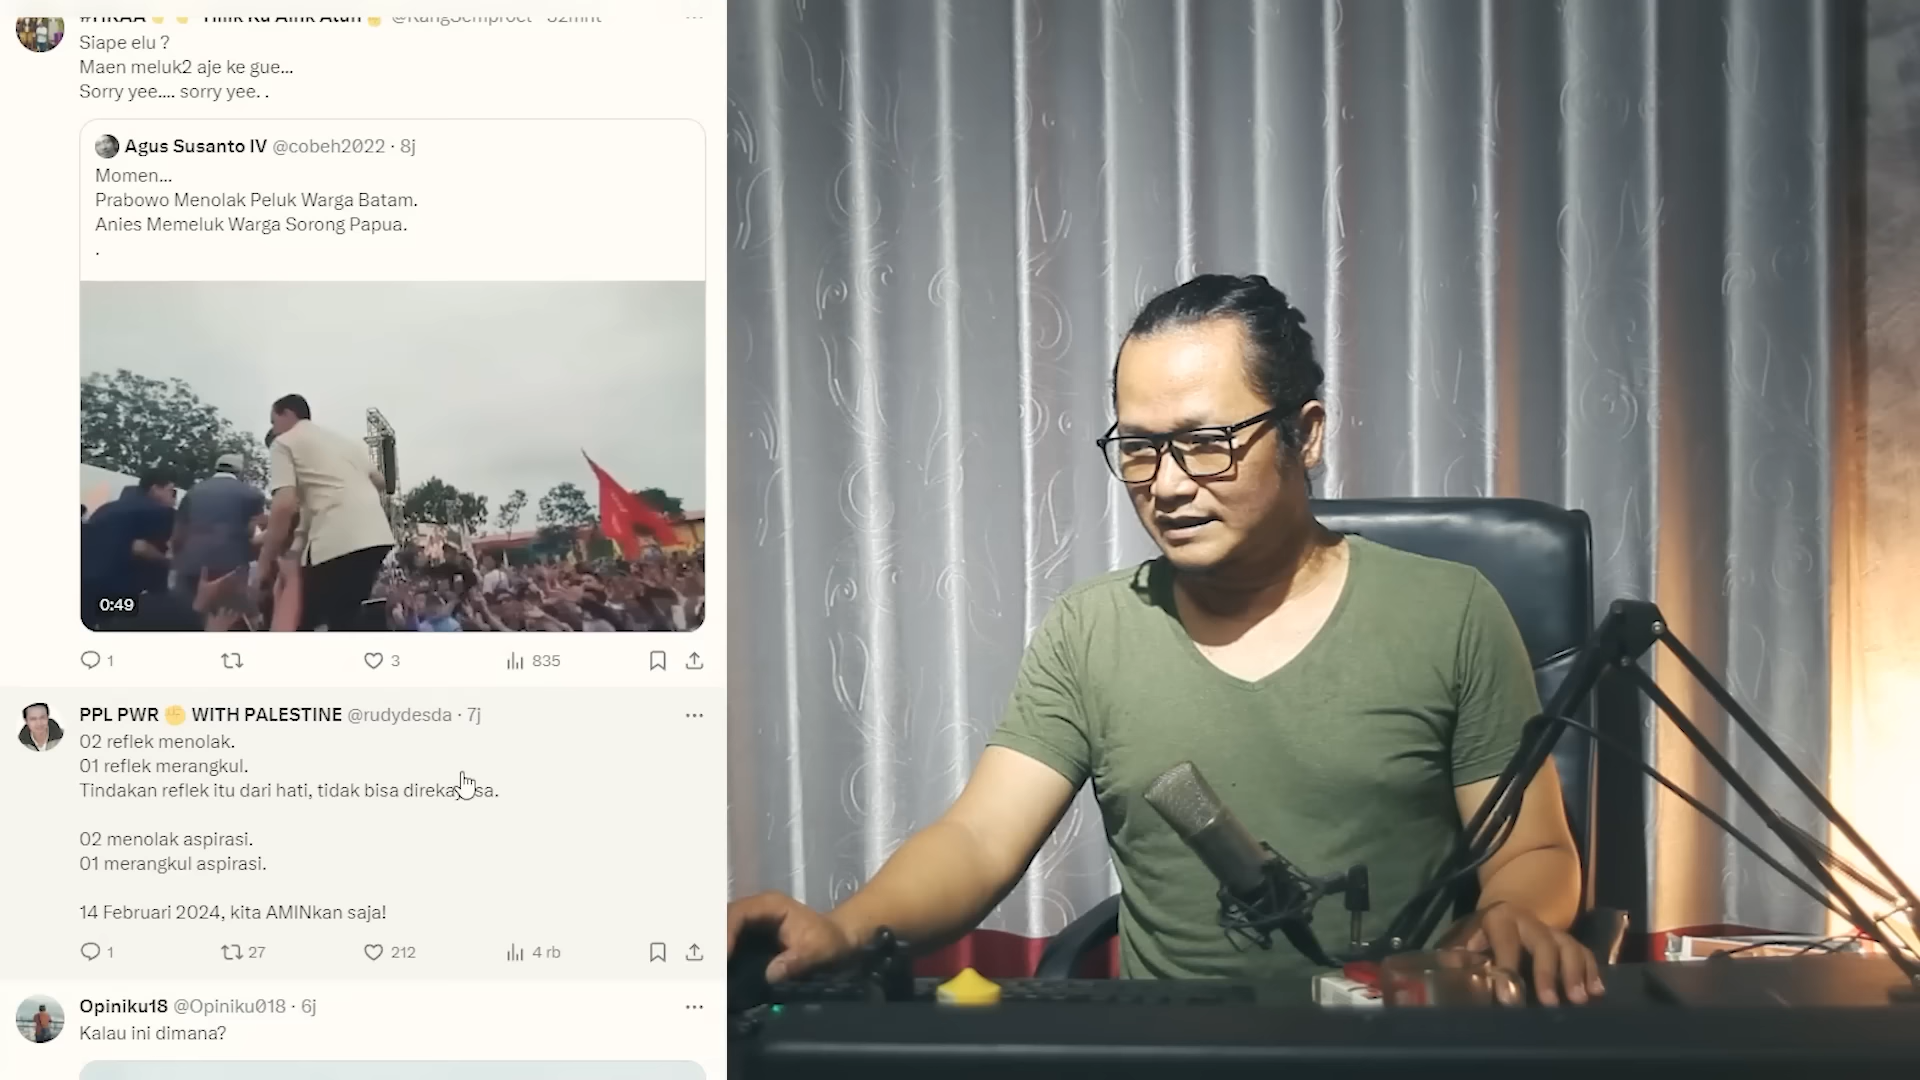 @KangSemproel · 32mnt
Siape elu ?
Maen meluk2 aje ke gue...
Sorry yee.... sorry yee. .
Agus Susanto IV @cobeh2022 · 8j
Momen...
Prabowo Menolak Peluk Warga Batam.
Anies Memeluk Warga Sorong Papua.
.
0:49
1 3 835
PPL PWR ✊ WITH PALESTINE @rudydesda · 7j
02 reflek menolak.
01 reflek merangkul.
Tindakan reflek itu dari hati, tidak bisa direkayasa.
02 menolak aspirasi.
01 merangkul aspirasi.
14 Februari 2024, kita AMINkan saja!
1 27 212 4 rb
Opiniku18 @Opiniku018 · 6j
Kalau ini dimana?